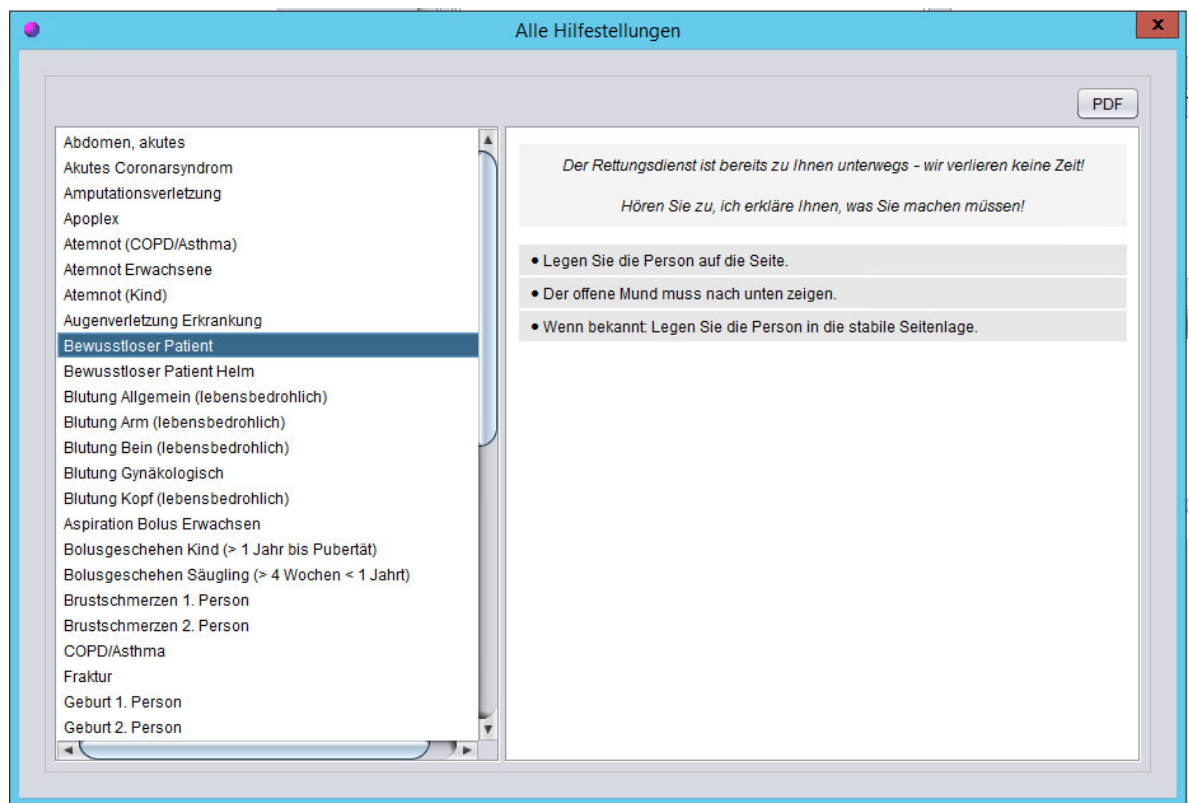 Alle Hilfestellungen
x
PDF
Abdomen, akutes
Akutes Coronarsyndrom
Amputationsverletzung
Apoplex
Atemnot (COPD/Asthma)
Atemnot Erwachsene
Atemnot (Kind)
Augenverletzung Erkrankung
Bewusstloser Patient
Bewusstloser Patient Helm
Blutung Allgemein (lebensbedrohlich)
Blutung Arm (lebensbedrohlich)
Blutung Bein (lebensbedrohlich)
Blutung Gynäkologisch
Blutung Kopf (lebensbedrohlich)
Aspiration Bolus Erwachsen
Bolusgeschehen Kind (> 1 Jahr bis Pubertät)
Bolusgeschehen Säugling (> 4 Wochen < 1 Jahrt)
Brustschmerzen 1. Person
Brustschmerzen 2. Person
COPD/Asthma
Fraktur
Geburt 1. Person
Geburt 2. Person
Der Rettungsdienst ist bereits zu Ihnen unterwegs - wir verlieren keine Zeit!
Hören Sie zu, ich erkläre Ihnen, was Sie machen müssen!
• Legen Sie die Person auf die Seite.
• Der offene Mund muss nach unten zeigen.
• Wenn bekannt: Legen Sie die Person in die stabile Seitenlage.